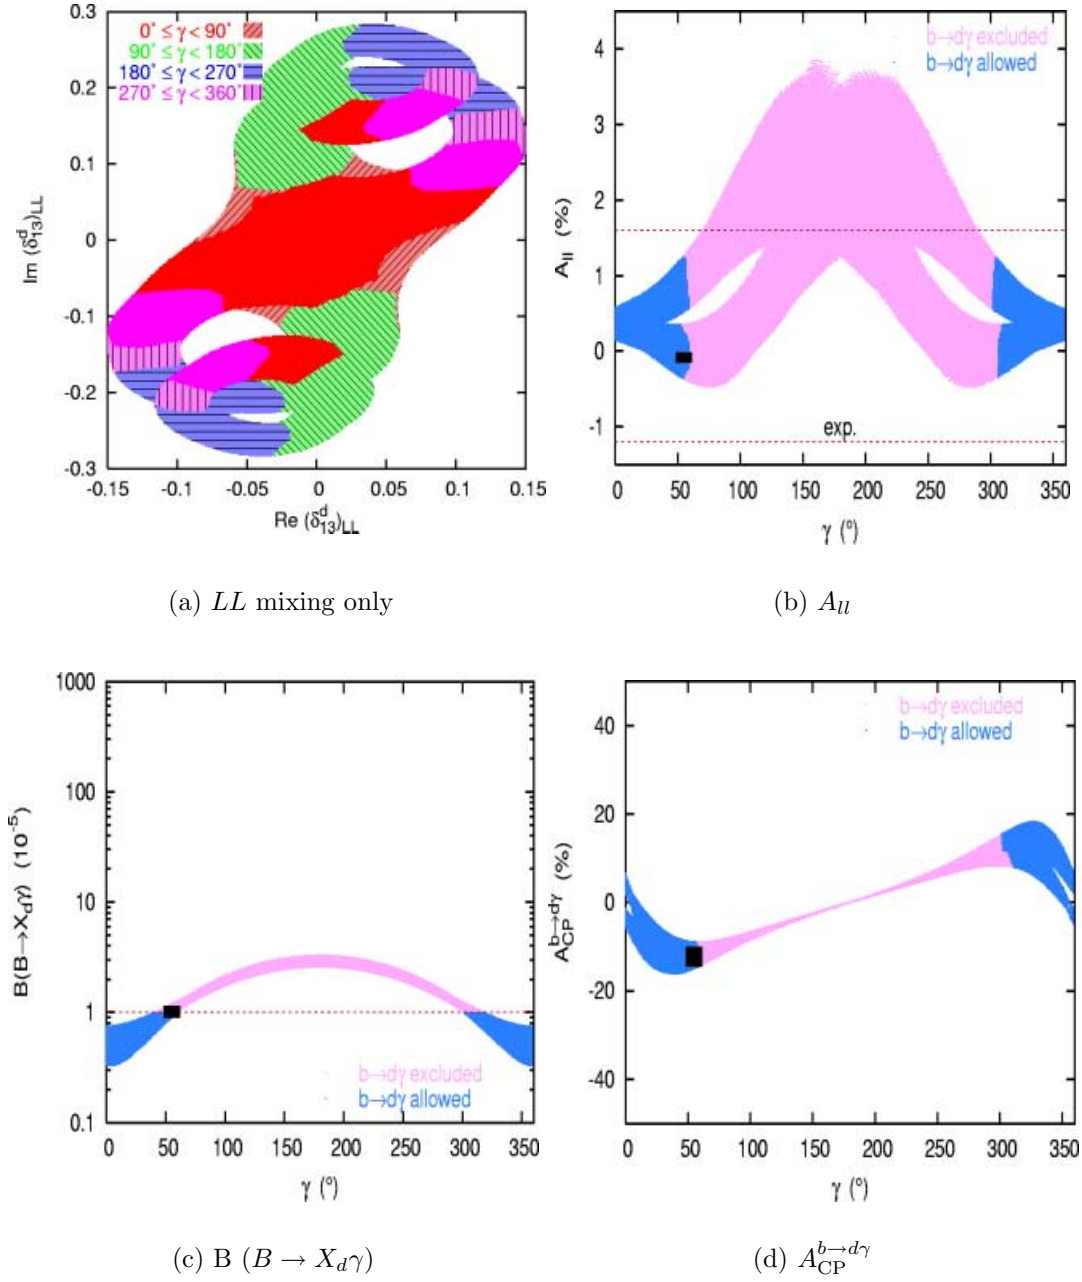 0° ≤ γ < 90°
90° ≤ γ < 180°
180° ≤ γ < 270°
270° ≤ γ < 360°
0.3
0.2
0.1
0
-0.1
-0.2
-0.3
Im (δ^d_13)_LL
-0.15 -0.1 -0.05 0 0.05 0.1 0.15
Re (δ^d_13)_LL
(a) LL mixing only
b→dγ excluded
b→dγ allowed
4
3
2
1
0
-1
A_ll (%)
exp.
0 50 100 150 200 250 300 350
γ (°)
(b) A_ll
1000
100
10
1
0.1
B(B→X_dγ) (10^-5)
b→dγ excluded
b→dγ allowed
0 50 100 150 200 250 300 350
γ (°)
(c) B (B → X_dγ)
b→dγ excluded
b→dγ allowed
40
20
0
-20
-40
A_CP^b→dγ (%)
0 50 100 150 200 250 300 350
γ (°)
(d) A_CP^b→dγ